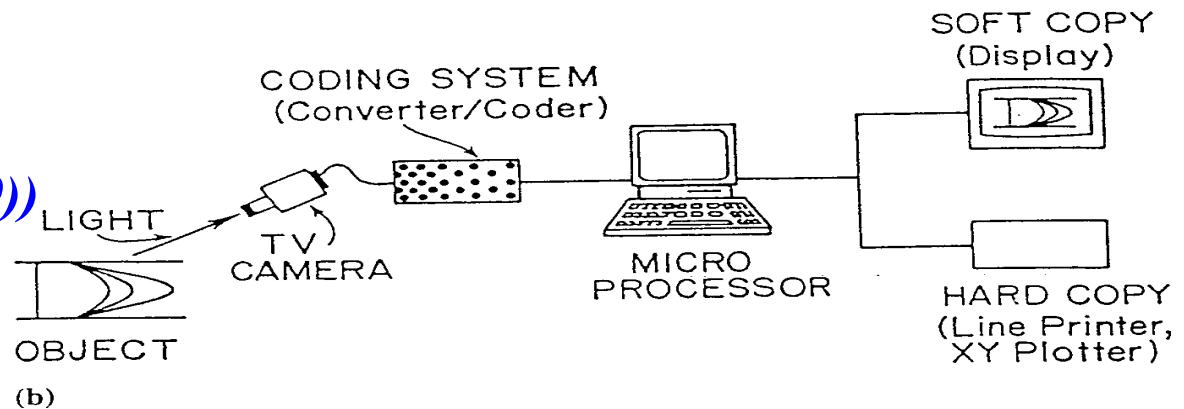 SOFT COPY
(Display)
CODING SYSTEM
(Converter/Coder)
))
LIGHT
TV
CAMERA
MICRO
PROCESSOR
OBJECT
HARD COPY
(Line Printer,
XY Plotter)
(b)